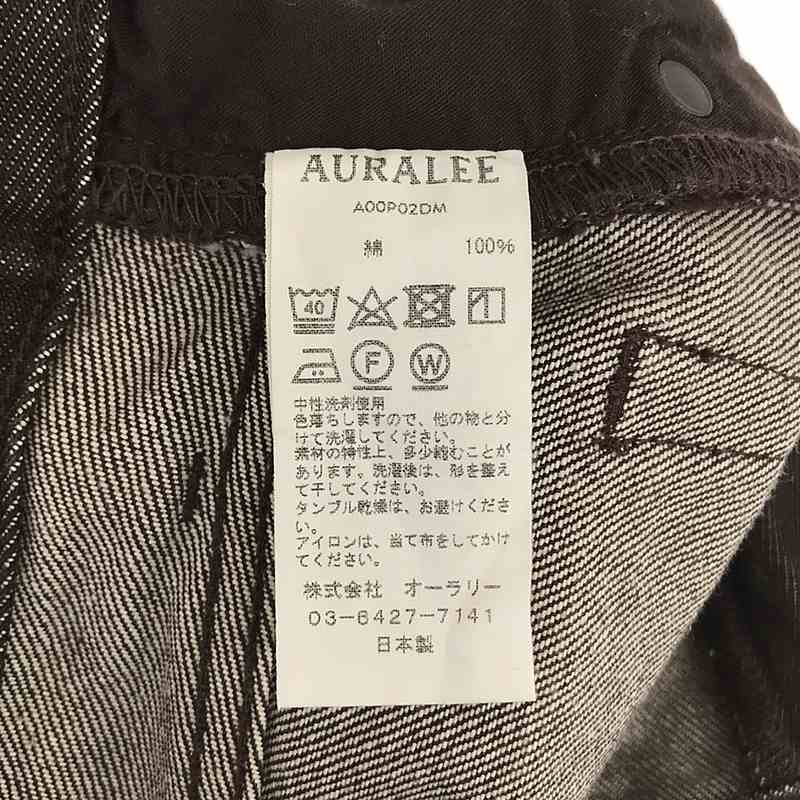 AURALEE
A00P02DM
綿 100%
40
F W
中性洗剤使用
色落ちしますので、他の物と分
けて洗濯してください。
素材の特性上、多少縮むことが
あります。洗濯後は、形を整え
て干してください。
タンブル乾燥は、お避けくださ
い。
アイロンは、当て布をしてかけ
てください。
株式会社 オーラリー
03-6427-7141
日本製